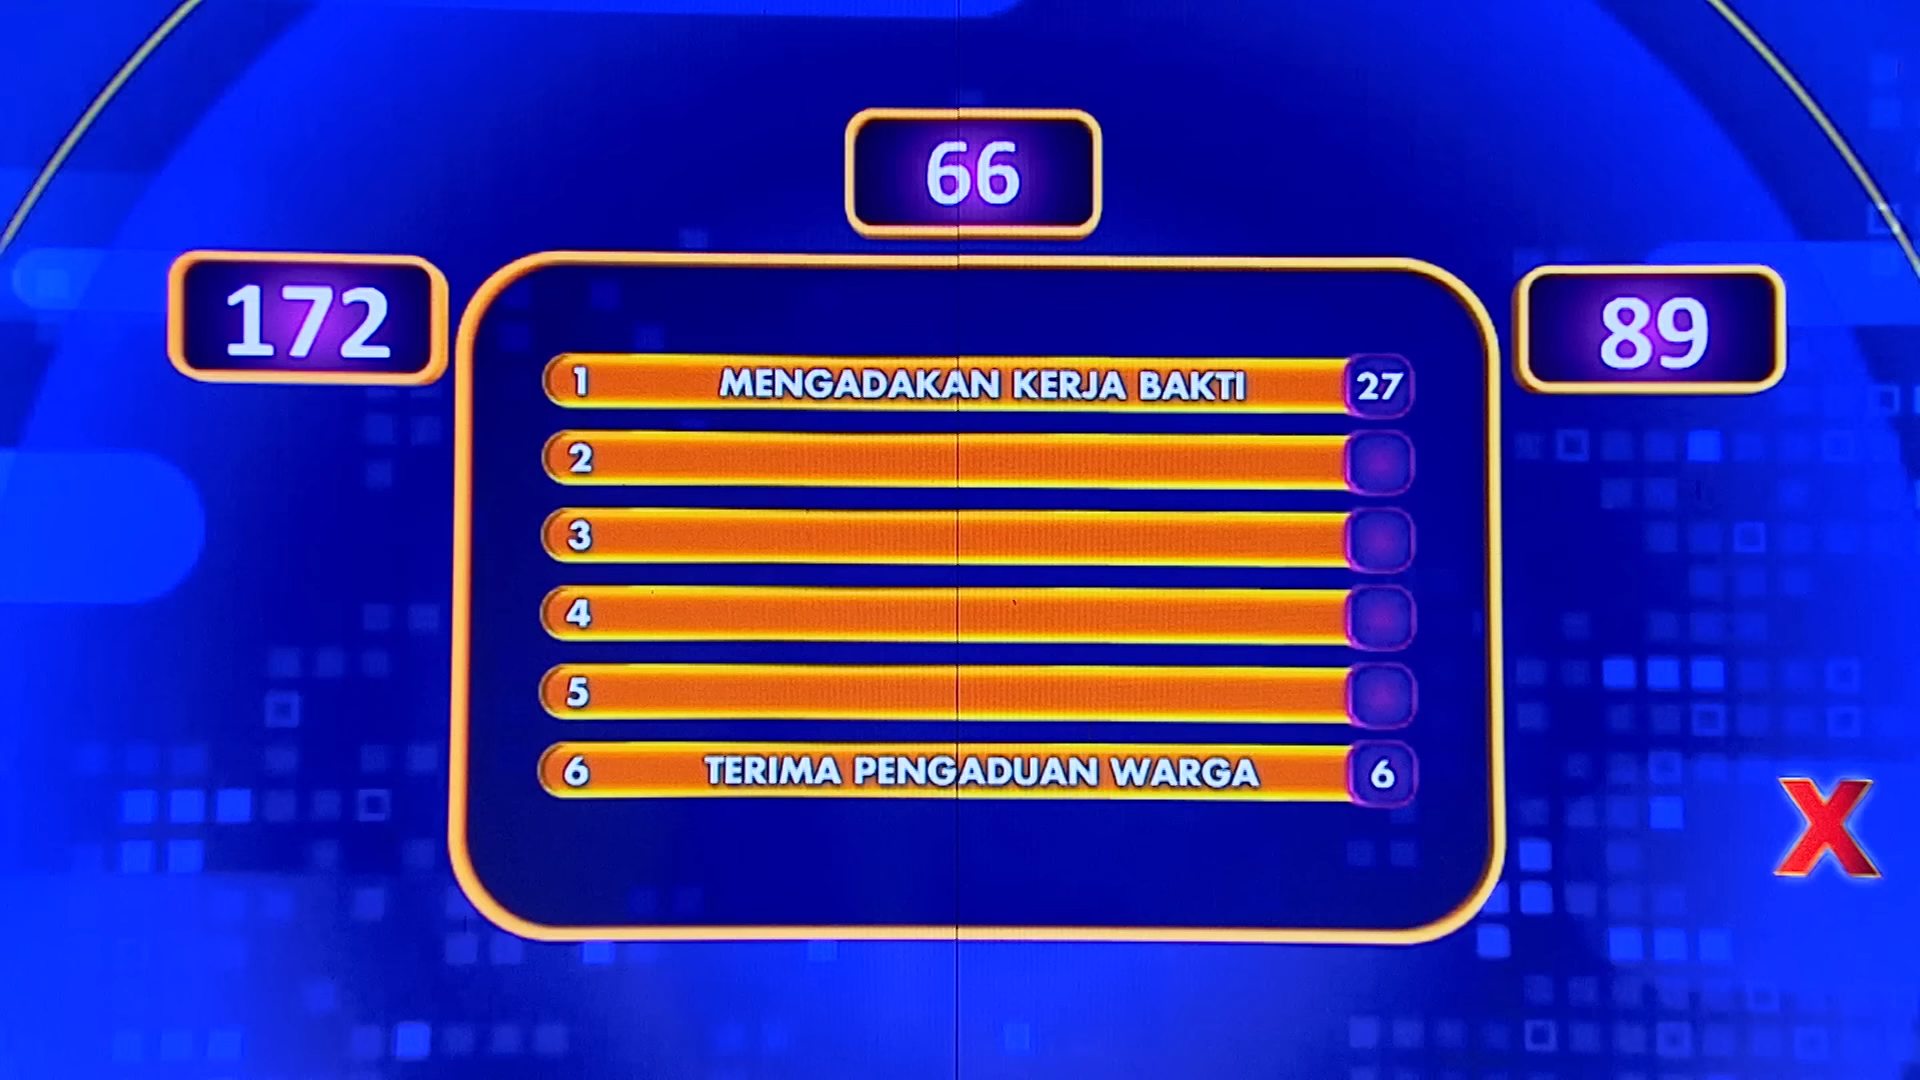 66
172
89
1 MENGADAKAN KERJA BAKTI 27
2
3
4
5
6 TERIMA PENGADUAN WARGA 6
X